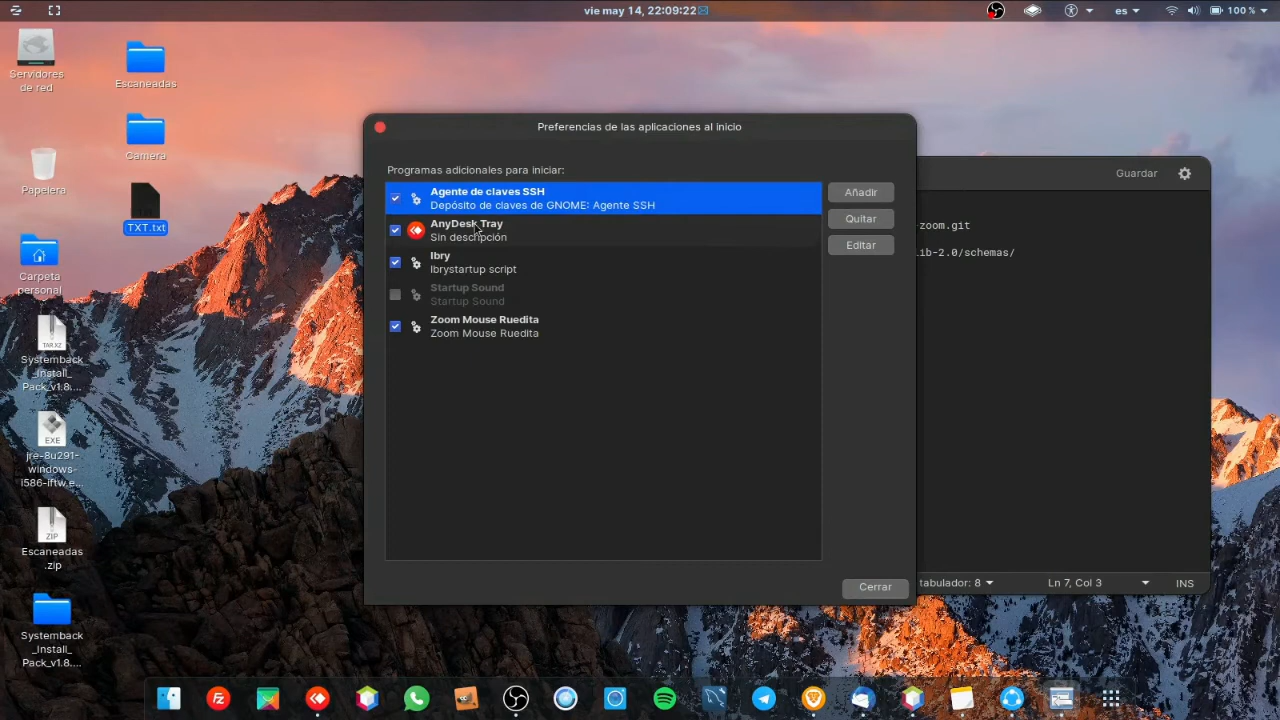 vie may 14, 22:09:22
es
100 %
Servidores
de red
Escaneadas
Camera
Papelera
TXT.txt
Carpeta
personal
TAR.XZ
Systemback
_Install_
Pack_v1.8....
EXE
jre-8u291-
windows-
i586-iftw.e...
ZIP
Escaneadas
.zip
Systemback
_Install_
Pack_v1.8....
Preferencias de las aplicaciones al inicio
Programas adicionales para iniciar:
Agente de claves SSH
Depósito de claves de GNOME: Agente SSH
AnyDesk Tray
Sin descripción
Startup Sound
Startup Sound
Zoom Mouse Ruedita
Zoom Mouse Ruedita
Añadir
Quitar
Editar
Cerrar
Guardar
zoom.git
ib-2.0/schemas/
tabulador: 8
Ln 7, Col 3
INS